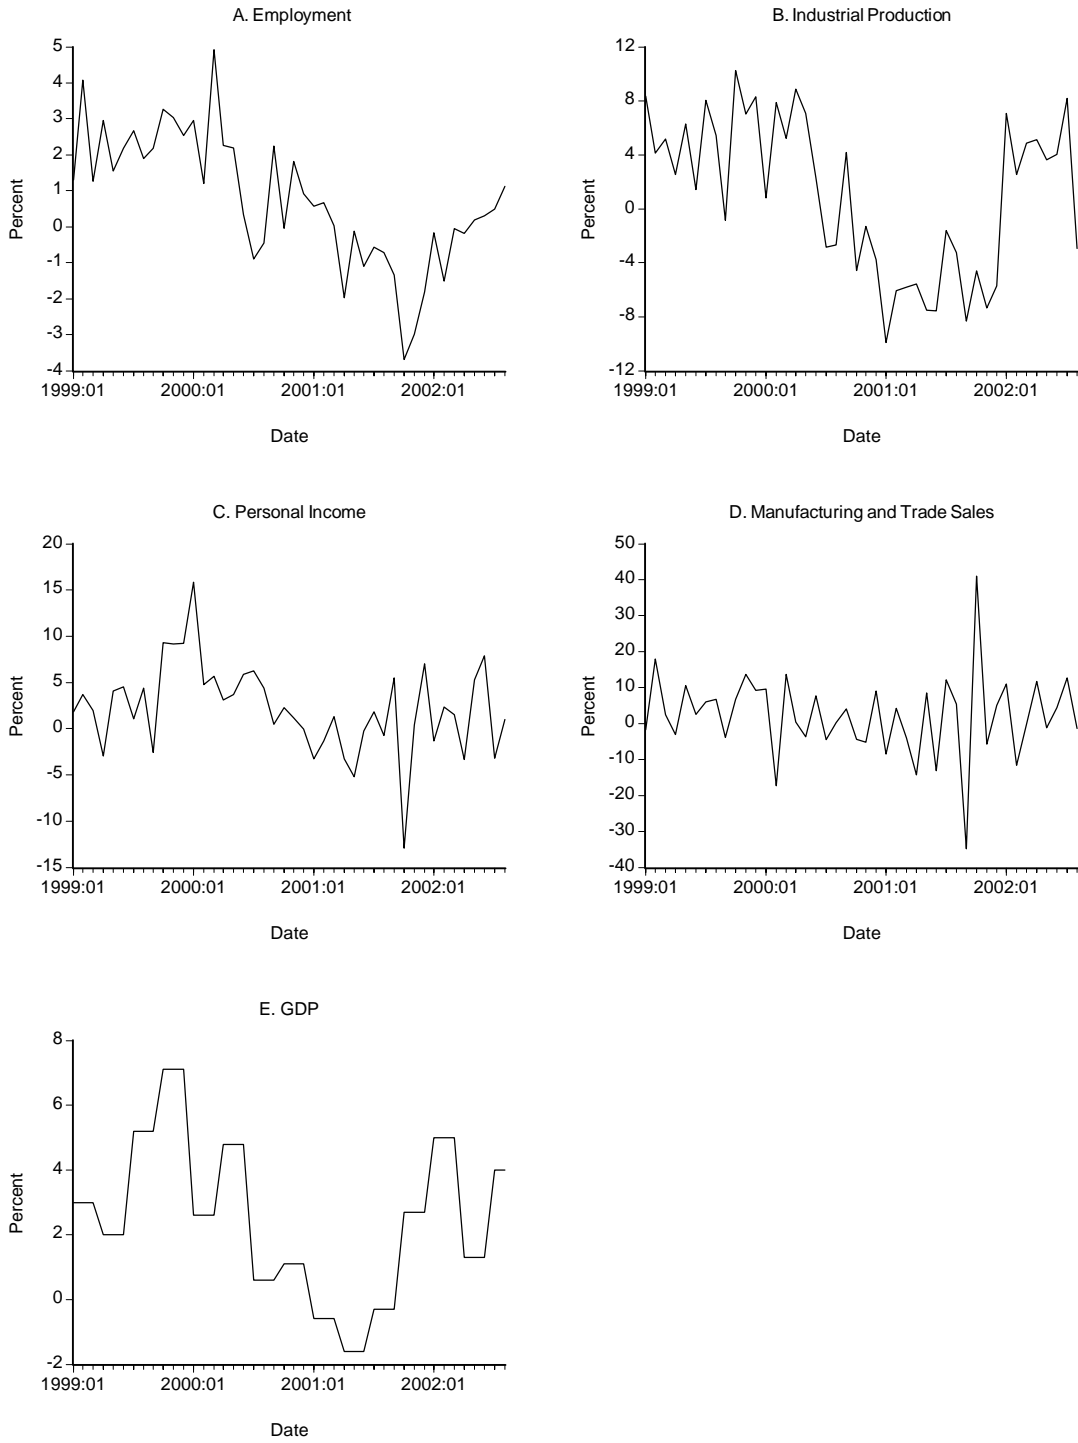 A. Employment
5
4
3
2
1
0
-1
-2
-3
-4
Percent
1999:01 2000:01 2001:01 2002:01
Date
B. Industrial Production
12
8
4
0
-4
-8
-12
Percent
1999:01 2000:01 2001:01 2002:01
Date
C. Personal Income
20
15
10
5
0
-5
-10
-15
Percent
1999:01 2000:01 2001:01 2002:01
Date
D. Manufacturing and Trade Sales
50
40
30
20
10
0
-10
-20
-30
-40
Percent
1999:01 2000:01 2001:01 2002:01
Date
E. GDP
8
6
4
2
0
-2
Percent
1999:01 2000:01 2001:01 2002:01
Date